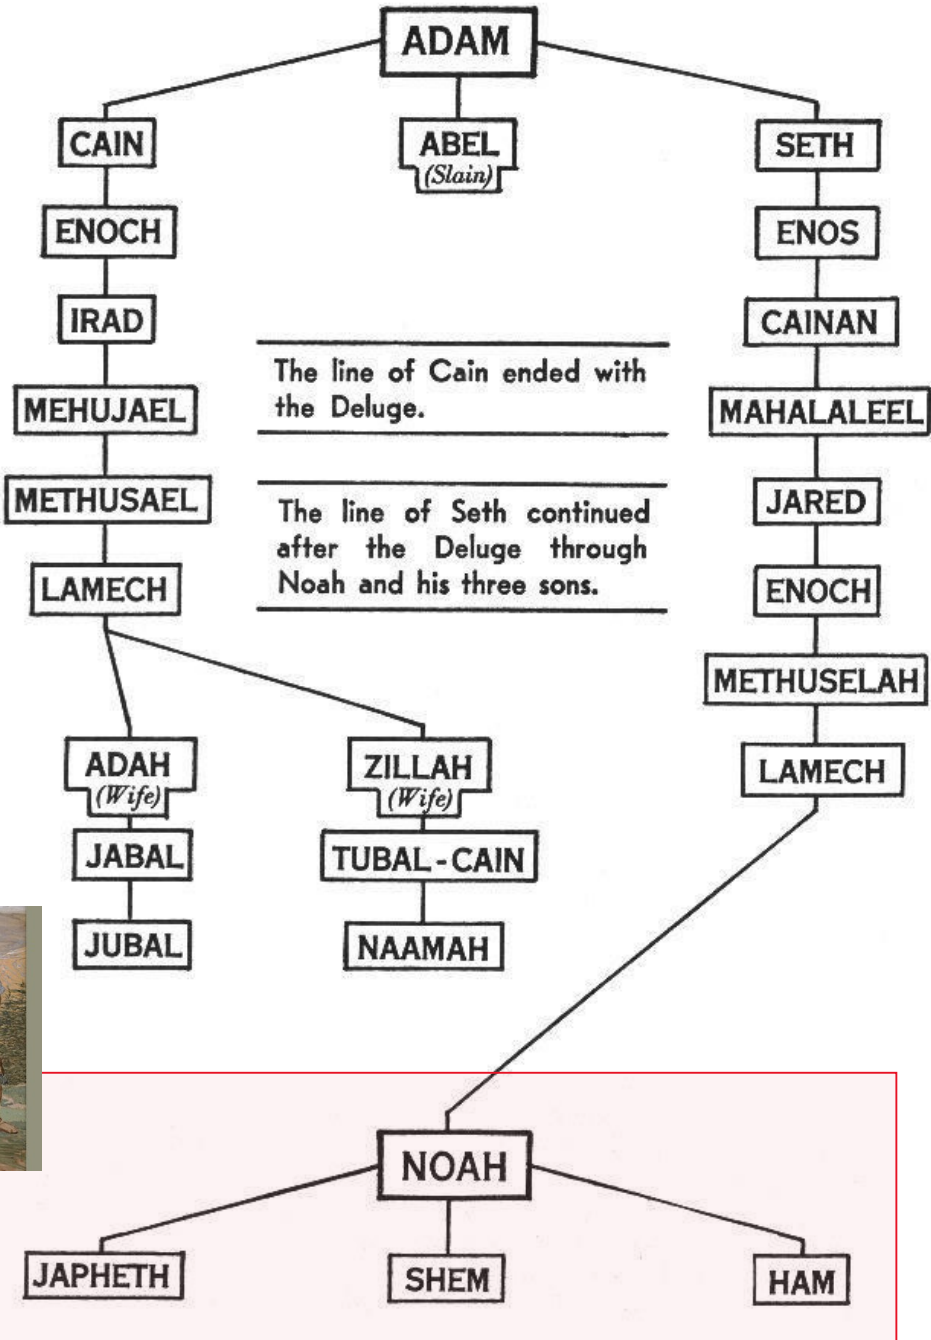 ADAM
CAIN
ABEL
(Slain)
SETH
ENOCH
ENOS
IRAD
CAINAN
The line of Cain ended with
the Deluge.
MEHUJAEL
MAHALALEEL
METHUSAEL
JARED
The line of Seth continued
after the Deluge through
Noah and his three sons.
LAMECH
ENOCH
METHUSELAH
ADAH
(Wife)
ZILLAH
(Wife)
LAMECH
JABAL
TUBAL-CAIN
JUBAL
NAAMAH
NOAH
JAPHETH
SHEM
HAM